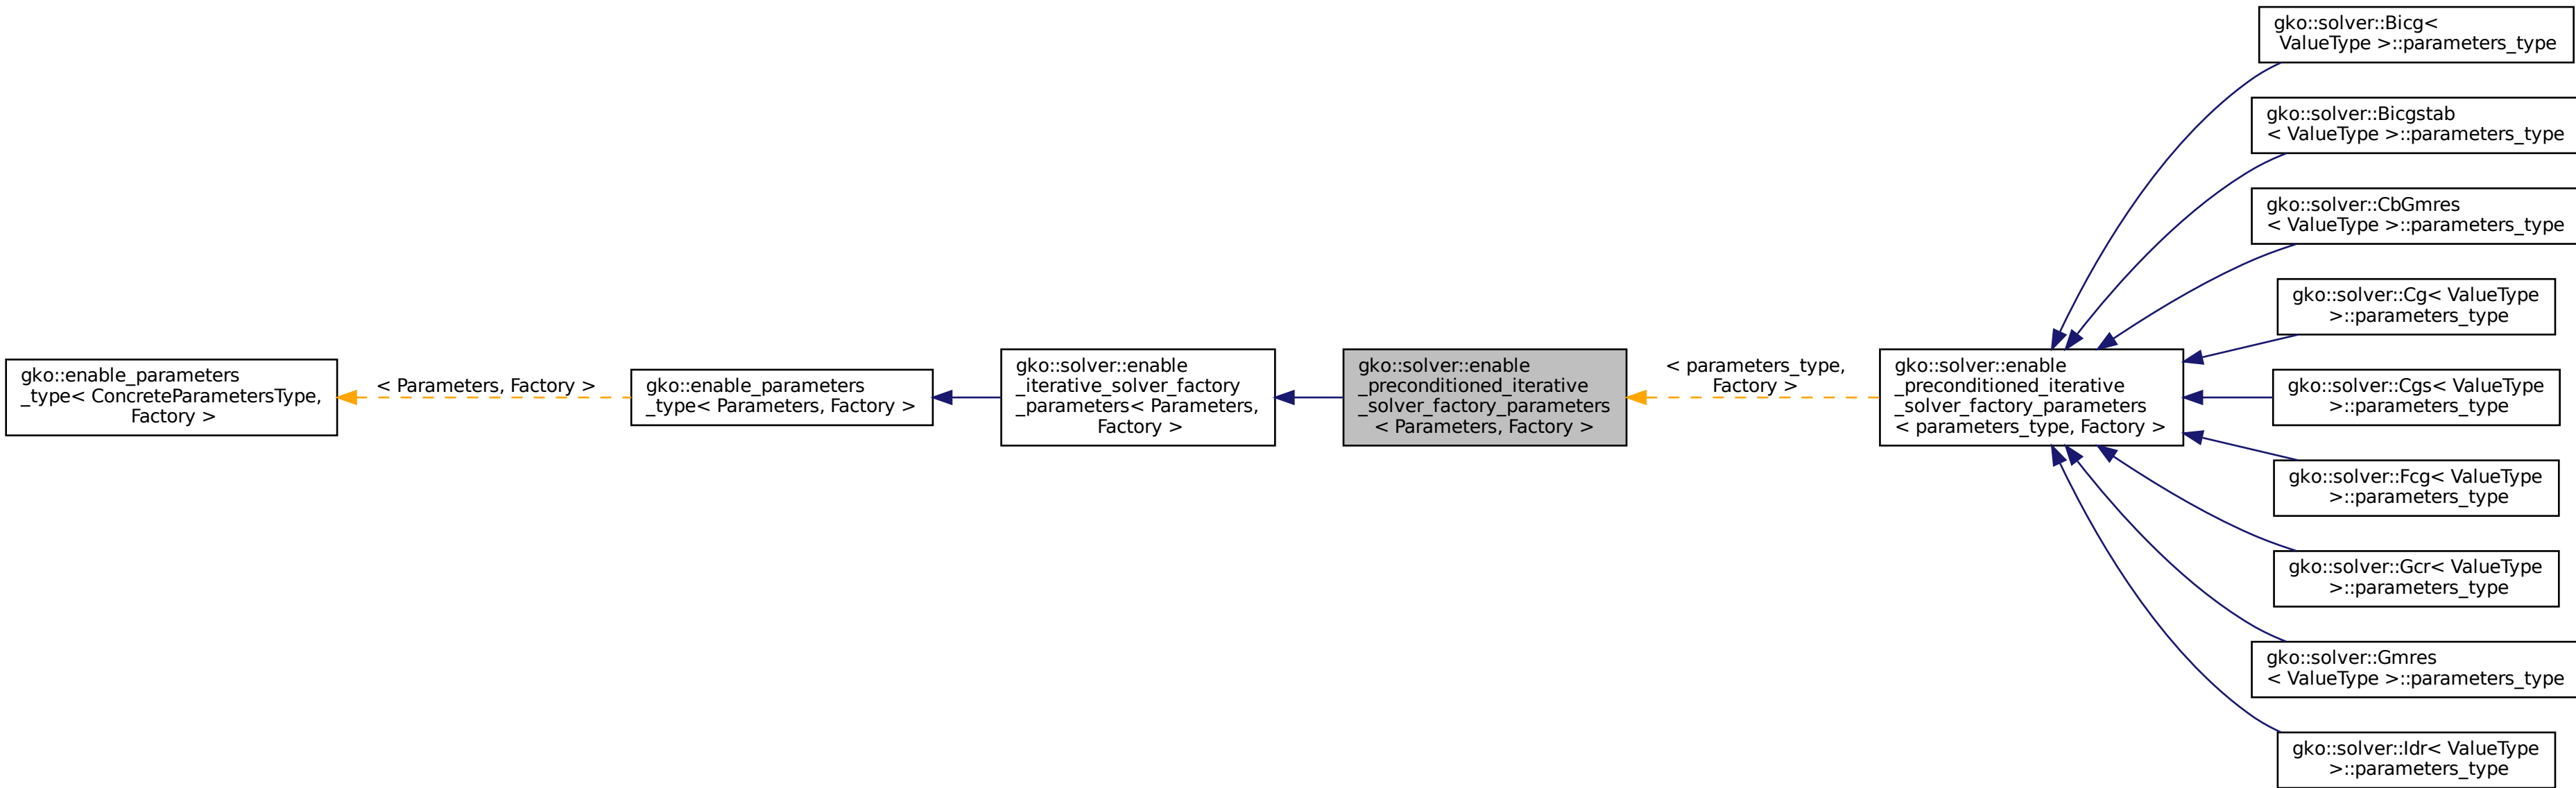 gko::enable_parameters
_type< ConcreteParametersType,
Factory >
< Parameters, Factory >
gko::enable_parameters
_type< Parameters, Factory >
gko::solver::enable
_iterative_solver_factory
_parameters< Parameters,
Factory >
gko::solver::enable
_preconditioned_iterative
_solver_factory_parameters
< Parameters, Factory >
< parameters_type,
Factory >
gko::solver::enable
_preconditioned_iterative
_solver_factory_parameters
< parameters_type, Factory >
gko::solver::Bicg<
ValueType >::parameters_type
gko::solver::Bicgstab
< ValueType >::parameters_type
gko::solver::CbGmres
< ValueType >::parameters_type
gko::solver::Cg< ValueType
>::parameters_type
gko::solver::Cgs< ValueType
>::parameters_type
gko::solver::Fcg< ValueType
>::parameters_type
gko::solver::Gcr< ValueType
>::parameters_type
gko::solver::Gmres
< ValueType >::parameters_type
gko::solver::Idr< ValueType
>::parameters_type